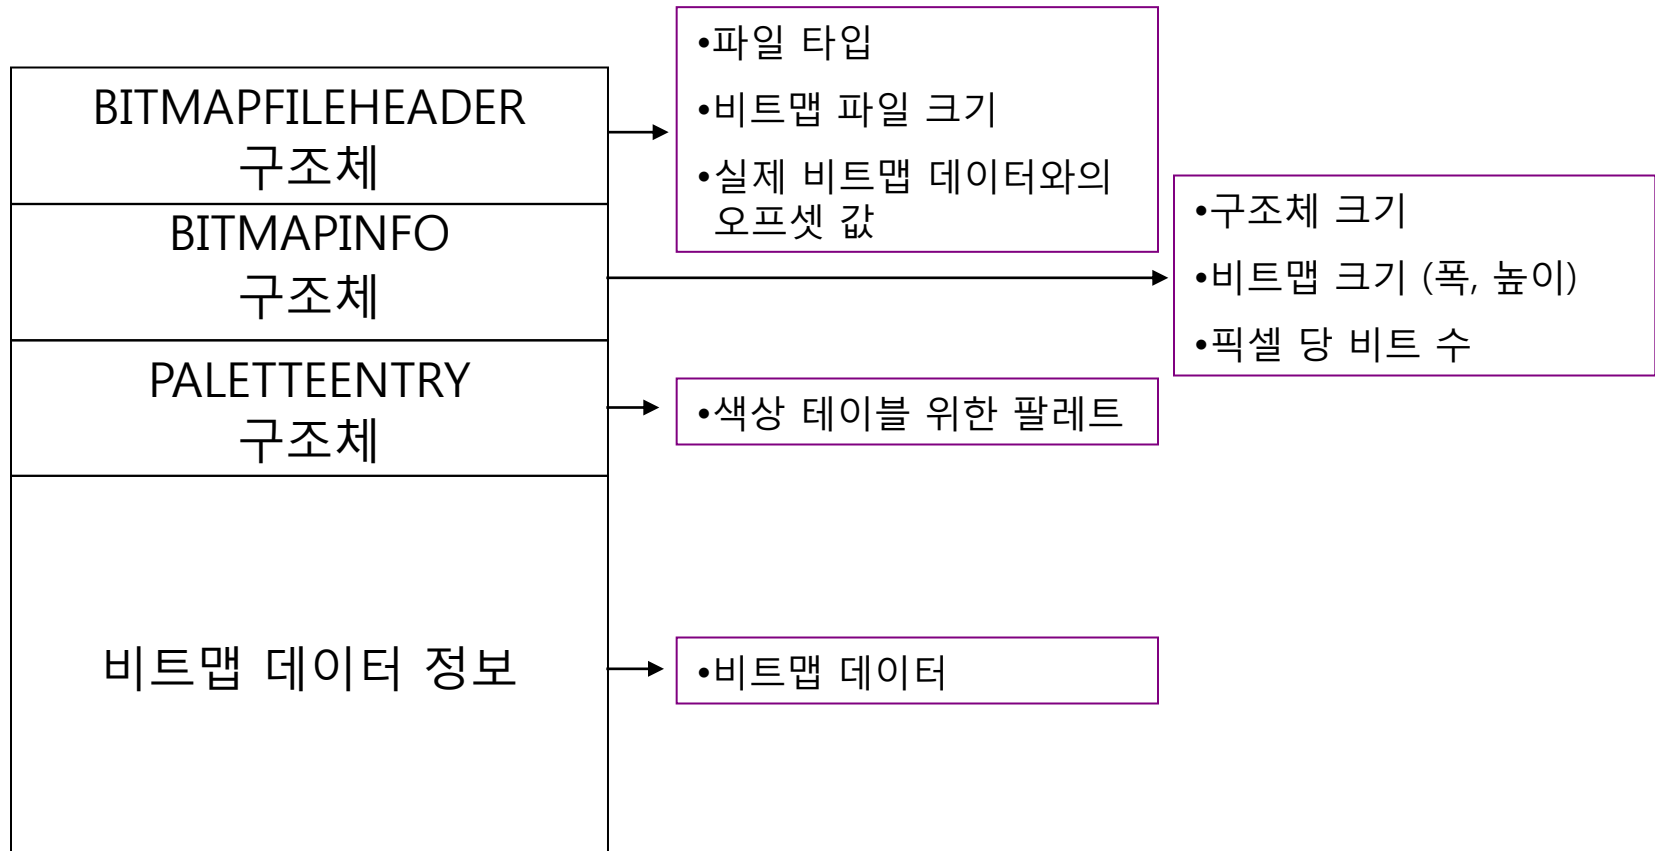 BITMAPFILEHEADER
구조체
•파일 타입
•비트맵 파일 크기
•실제 비트맵 데이터와의
오프셋 값
BITMAPINFO
구조체
•구조체 크기
•비트맵 크기 (폭, 높이)
•픽셀 당 비트 수
PALETTEENTRY
구조체
•색상 테이블 위한 팔레트
비트맵 데이터 정보
•비트맵 데이터